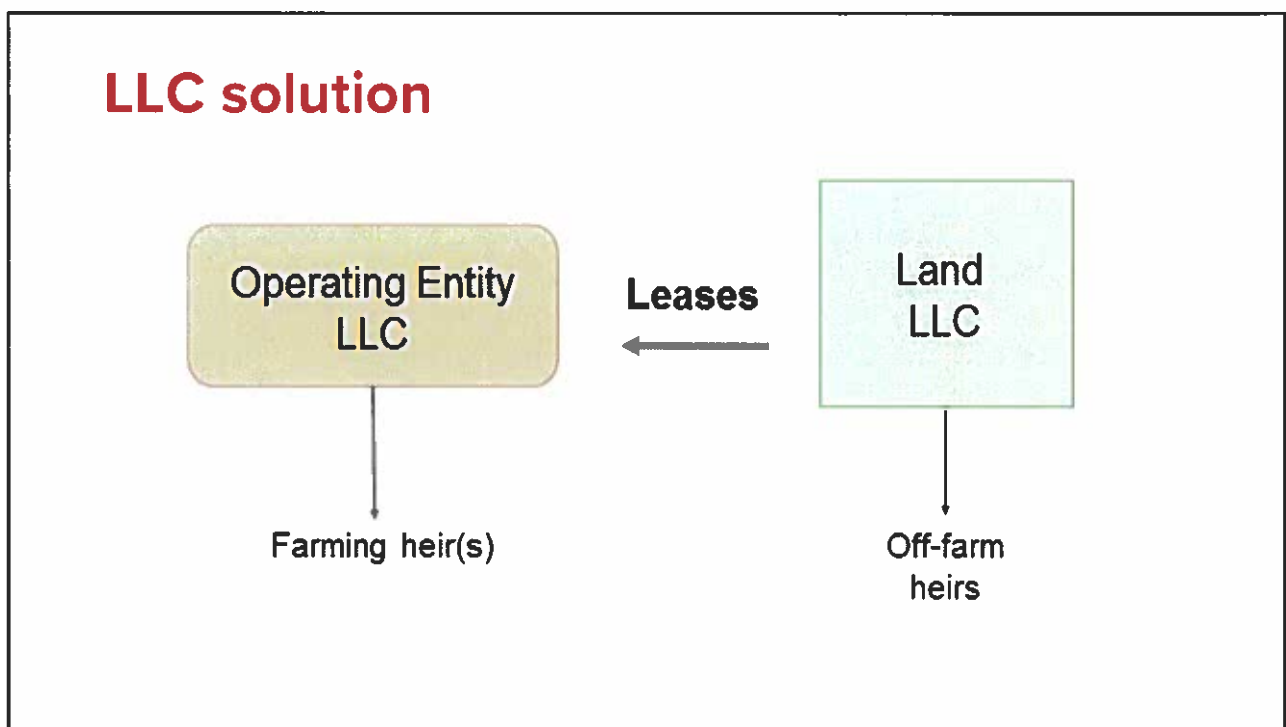 LLC solution
Operating Entity
LLC
Leases
Land
LLC
Farming heir(s)
Off-farm
heirs